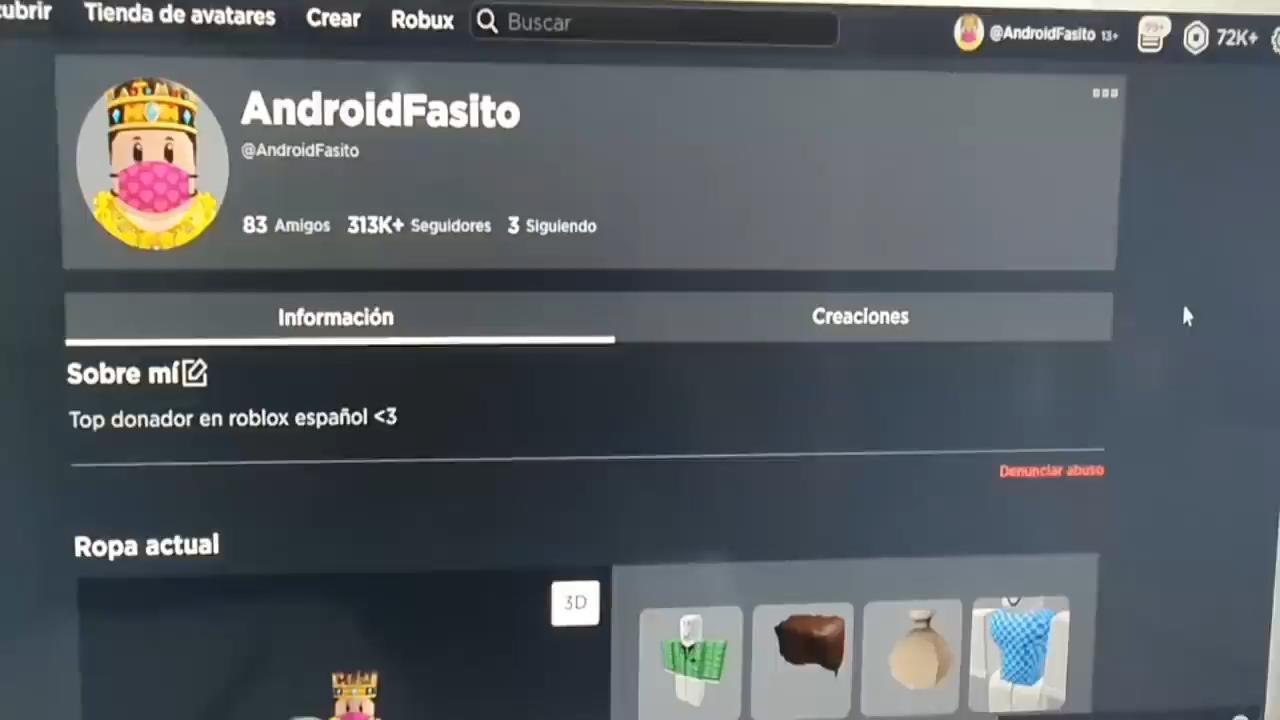 cubrir Tienda de avatares Crear Robux Buscar @AndroidFasito 13+ 99+ 72K+
AndroidFasito
@AndroidFasito
83 Amigos 313K+ Seguidores 3 Siguiendo
Información Creaciones
Sobre mí
Top donador en roblox español <3
Denunciar abuso
Ropa actual
3D